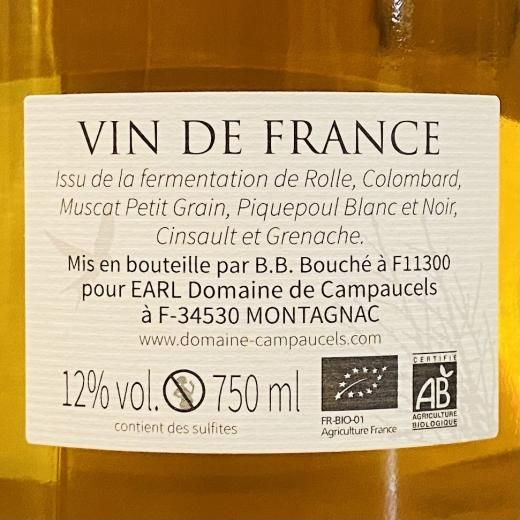 VIN DE FRANCE
Issu de la fermentation de Rolle, Colombard,
Muscat Petit Grain, Piquepoul Blanc et Noir,
Cinsault et Grenache.
Mis en bouteille par B.B. Bouché à F11300
pour EARL Domaine de Campaucels
à F-34530 MONTAGNAC
www.domaine-campaucels.com
12% vol. 750 ml
contient des sulfites
FR-BIO-01
Agriculture France
CERTIFIÉ
AB
AGRICULTURE
BIOLOGIQUE